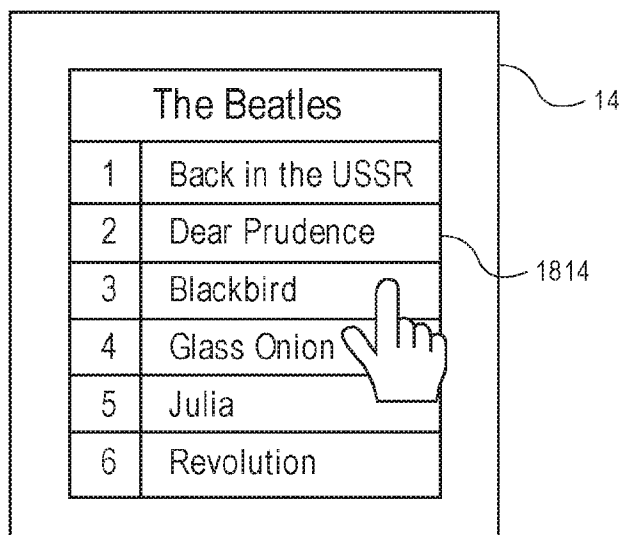 The Beatles
14
1 Back in the USSR
2 Dear Prudence
1814
3 Blackbird
4 Glass Onion
5 Julia
6 Revolution